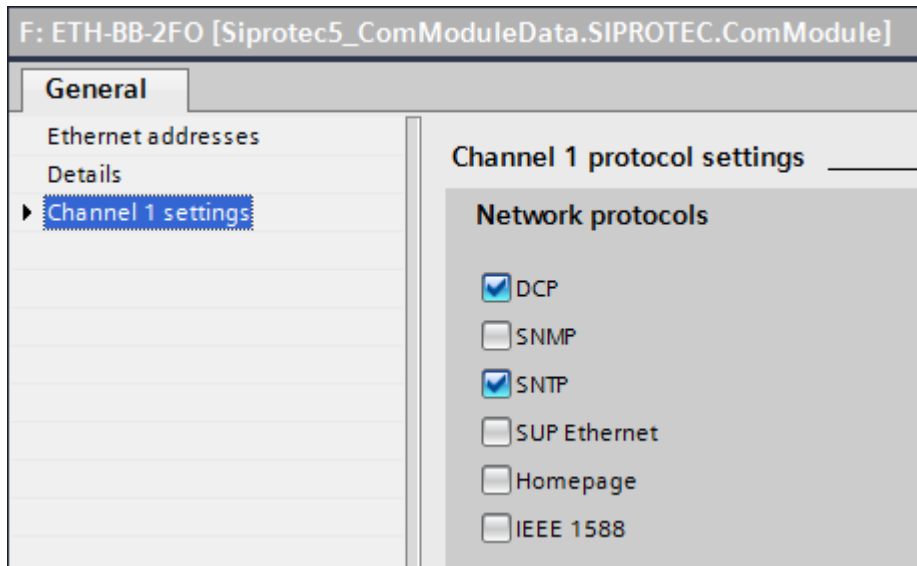 F: ETH-BB-2FO [Siprotec5_ComModuleData.SIPROTEC.ComModule]
General
Ethernet addresses
Details
Channel 1 settings
Channel 1 protocol settings
Network protocols
DCP
SNMP
SNTP
SUP Ethernet
Homepage
IEEE 1588